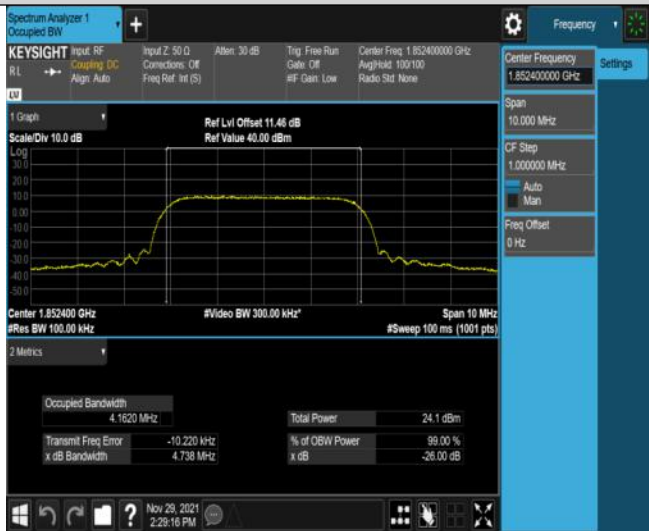 Spectrum Analyzer 1
Occupied BW
+
Frequency
KEYSIGHT
RL
Input: RF
Coupling: DC
Align: Auto
Input Z: 50 Ω
Corrections: Off
Freq Ref: Int (S)
Atten: 30 dB
Trig: Free Run
Gate: Off
#IF Gain: Low
Center Freq: 1.852400000 GHz
Avg|Hold: 100/100
Radio Std: None
1 Graph
Scale/Div 10.0 dB
Ref Lvl Offset 11.46 dB
Ref Value 40.00 dBm
Log
30.0
20.0
10.0
0.00
-10.0
-20.0
-30.0
-40.0
-50.0
Center 1.852400 GHz
#Res BW 100.00 kHz
#Video BW 300.00 kHz*
Span 10 MHz
#Sweep 100 ms (1001 pts)
2 Metrics
Occupied Bandwidth
4.1620 MHz
Transmit Freq Error -10.220 kHz
x dB Bandwidth 4.738 MHz
Total Power 24.1 dBm
% of OBW Power 99.00 %
x dB -26.00 dB
Center Frequency
1.852400000 GHz
Settings
Span
10.000 MHz
CF Step
1.000000 MHz
Auto
Man
Freq Offset
0 Hz
?
Nov 29, 2021
2:29:16 PM